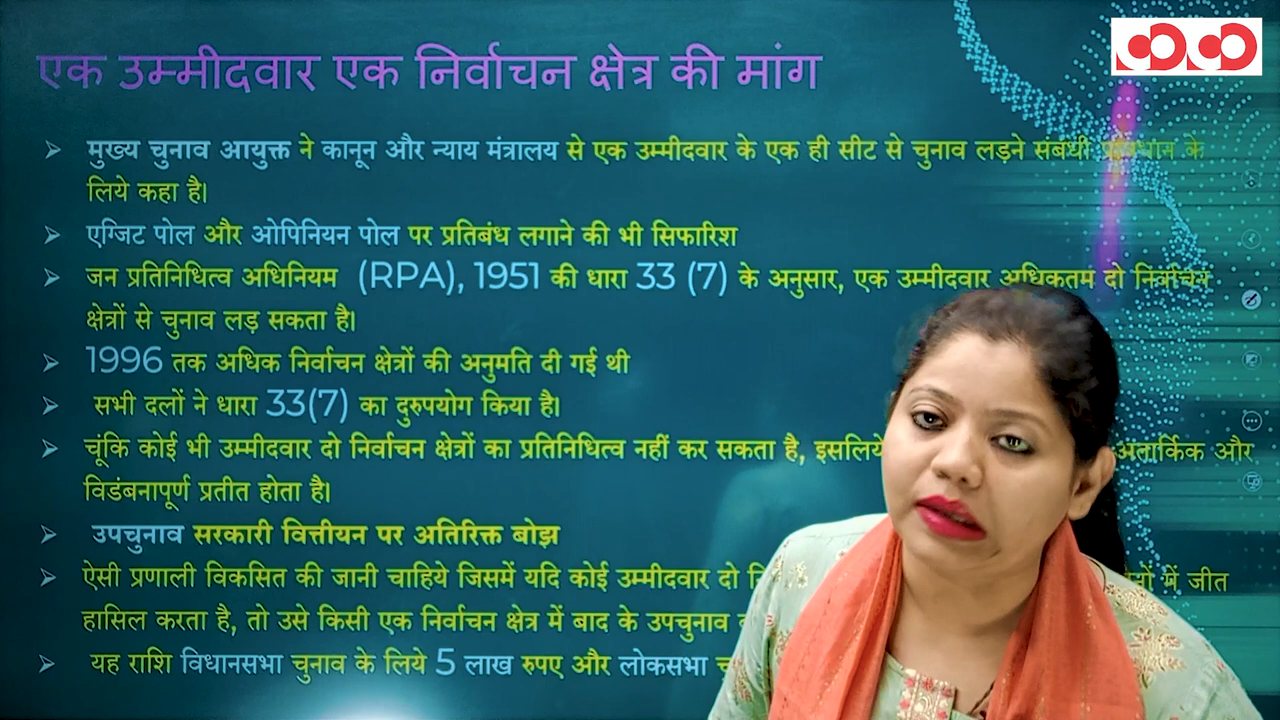 एक उम्मीदवार एक निर्वाचन क्षेत्र की मांग
मुख्य चुनाव आयुक्त ने कानून और न्याय मंत्रालय से एक उम्मीदवार के एक ही सीट से चुनाव लड़ने संबंधी के
लिये कहा है।
एग्जिट पोल और ओपिनियन पोल पर प्रतिबंध लगाने की भी सिफारिश
जन प्रतिनिधित्व अधिनियम (RPA), 1951 की धारा 33 (7) के अनुसार, एक उम्मीदवार अधिकतम दो निर्वाचन
क्षेत्रों से चुनाव लड़ सकता है।
1996 तक अधिक निर्वाचन क्षेत्रों की अनुमति दी गई थी
सभी दलों ने धारा 33(7) का दुरुपयोग किया है।
चूंकि कोई भी उम्मीदवार दो निर्वाचन क्षेत्रों का प्रतिनिधित्व नहीं कर सकता है, इसलिये अतार्किक और
विडंबनापूर्ण प्रतीत होता है।
उपचुनाव सरकारी वित्तीयन पर अतिरिक्त बोझ
ऐसी प्रणाली विकसित की जानी चाहिये जिसमें यदि कोई उम्मीदवार दो में जीत
हासिल करता है, तो उसे किसी एक निर्वाचन क्षेत्र में बाद के उपचुनाव
यह राशि विधानसभा चुनाव के लिये 5 लाख रुपए और लोकसभा